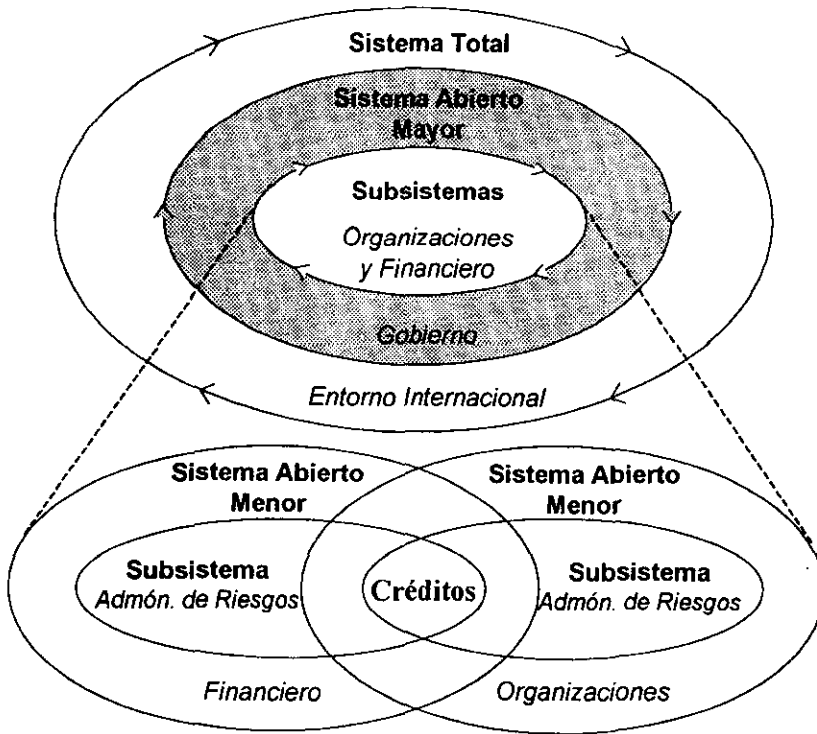 Sistema Total
Sistema Abierto
Mayor
Subsistemas
Organizaciones
y Financiero
Gobierno
Entorno Internacional
Sistema Abierto
Menor
Sistema Abierto
Menor
Subsistema
Admón. de Riesgos
Créditos
Subsistema
Admón. de Riesgos
Financiero
Organizaciones